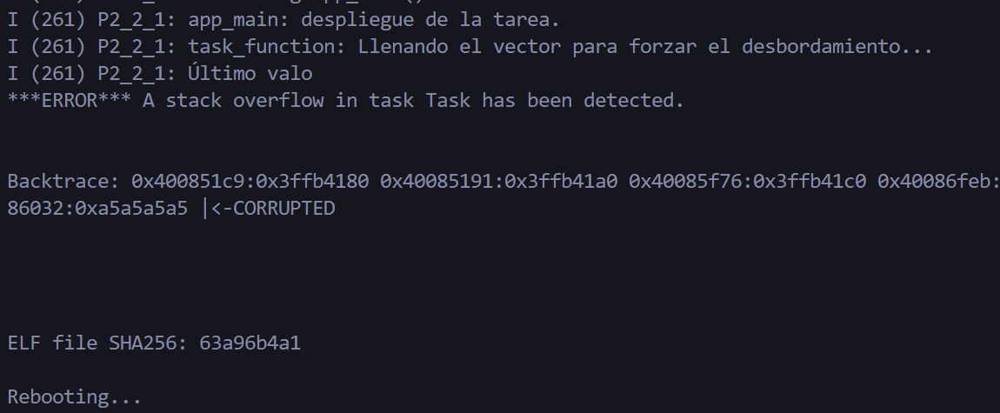 I (261) P2_2_1: app_main: despliegue de la tarea.
I (261) P2_2_1: task_function: Llenando el vector para forzar el desbordamiento...
I (261) P2_2_1: Último valo
***ERROR*** A stack overflow in task Task has been detected.
Backtrace: 0x400851c9:0x3ffb4180 0x40085191:0x3ffb41a0 0x40085f76:0x3ffb41c0 0x40086feb:
86032:0xa5a5a5a5 |<-CORRUPTED
ELF file SHA256: 63a96b4a1
Rebooting...